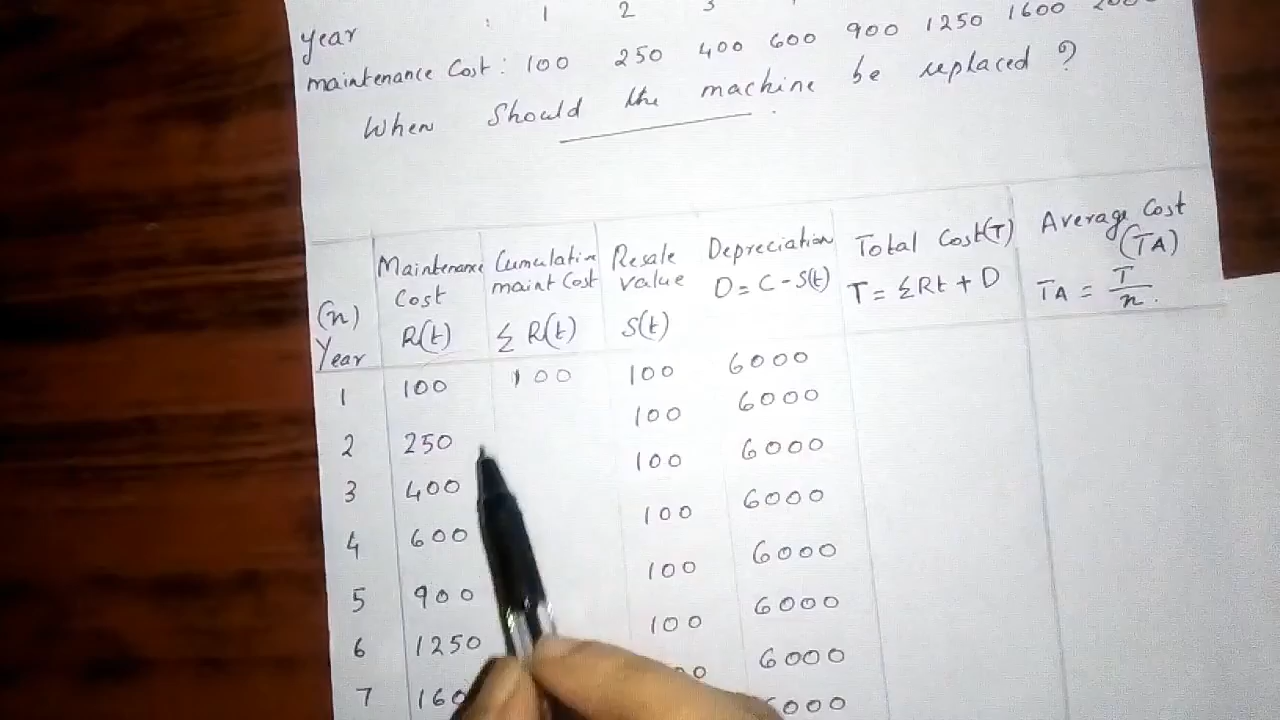 year : 1 2 3
maintenance Cost : 100 250 400 600 900 1250 1600
When Should the machine be replaced ?
(n) Year | Maintenance Cost R(t) | Cumulative maint Cost Σ R(t) | Resale value S(t) | Depreciation D = C - S(t) | Total Cost(T) T = ΣRt + D | Average Cost (TA) TA = T/n.
1 100 100 100 6000
2 250 100 6000
3 400 100 6000
4 600 100 6000
5 900 100 6000
6 1250 100 6000
7 160 00 6000
000